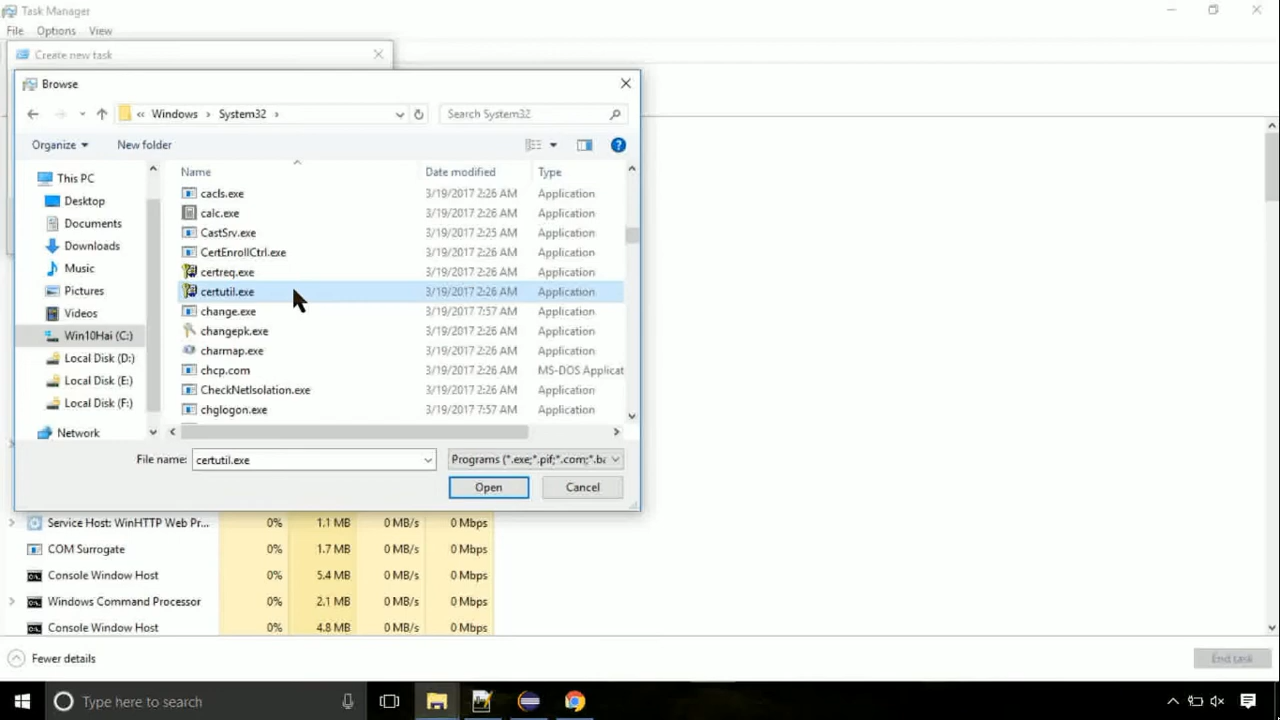 Task Manager
File Options View
Create new task
Browse
« Windows › System32 ›
Search System32
Organize New folder
Name Date modified Type
This PC
Desktop
Documents
Downloads
Music
Pictures
Videos
Win10Hai (C:)
Local Disk (D:)
Local Disk (E:)
Local Disk (F:)
Network
cacls.exe 3/19/2017 2:26 AM Application
calc.exe 3/19/2017 2:26 AM Application
CastSrv.exe 3/19/2017 2:25 AM Application
CertEnrollCtrl.exe 3/19/2017 2:26 AM Application
certreq.exe 3/19/2017 2:26 AM Application
certutil.exe 3/19/2017 2:26 AM Application
change.exe 3/19/2017 7:57 AM Application
changepk.exe 3/19/2017 2:26 AM Application
charmap.exe 3/19/2017 2:26 AM Application
chcp.com 3/19/2017 2:26 AM MS-DOS Applicat
CheckNetIsolation.exe 3/19/2017 2:26 AM Application
chglogon.exe 3/19/2017 7:57 AM Application
File name: certutil.exe Programs (*.exe;*.pif;*.com;*.ba
Open Cancel
Service Host: WinHTTP Web Pr... 0% 1.1 MB 0 MB/s 0 Mbps
COM Surrogate 0% 1.7 MB 0 MB/s 0 Mbps
Console Window Host 0% 5.4 MB 0 MB/s 0 Mbps
Windows Command Processor 0% 2.1 MB 0 MB/s 0 Mbps
Console Window Host 0% 4.8 MB 0 MB/s 0 Mbps
Fewer details End task
Type here to search